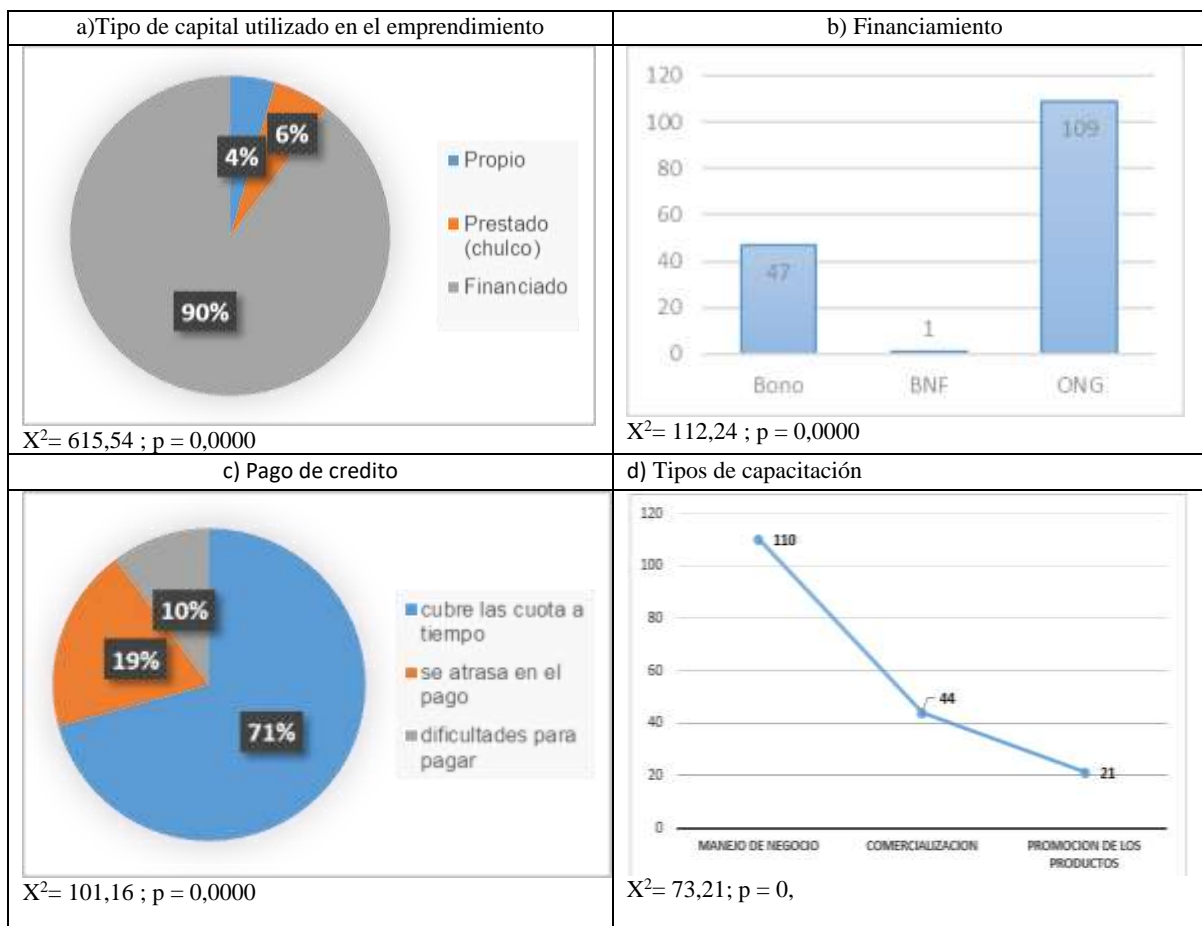 a)Tipo de capital utilizado en el emprendimiento
4%
6%
90%
Propio
Prestado
(chulco)
Financiado
X²= 615,54 ; p = 0,0000
b) Financiamiento
120
100
80
60
40
20
0
47
1
109
Bono
BNF
ONG
X²= 112,24 ; p = 0,0000
c) Pago de credito
10%
19%
71%
cubre las cuota a
tiempo
se atrasa en el
pago
dificultades para
pagar
X²= 101,16 ; p = 0,0000
d) Tipos de capacitación
120
100
80
60
40
20
0
110
44
21
MANEJO DE NEGOCIO
COMERCIALIZACION
PROMOCION DE LOS
PRODUCTOS
X²= 73,21; p = 0,